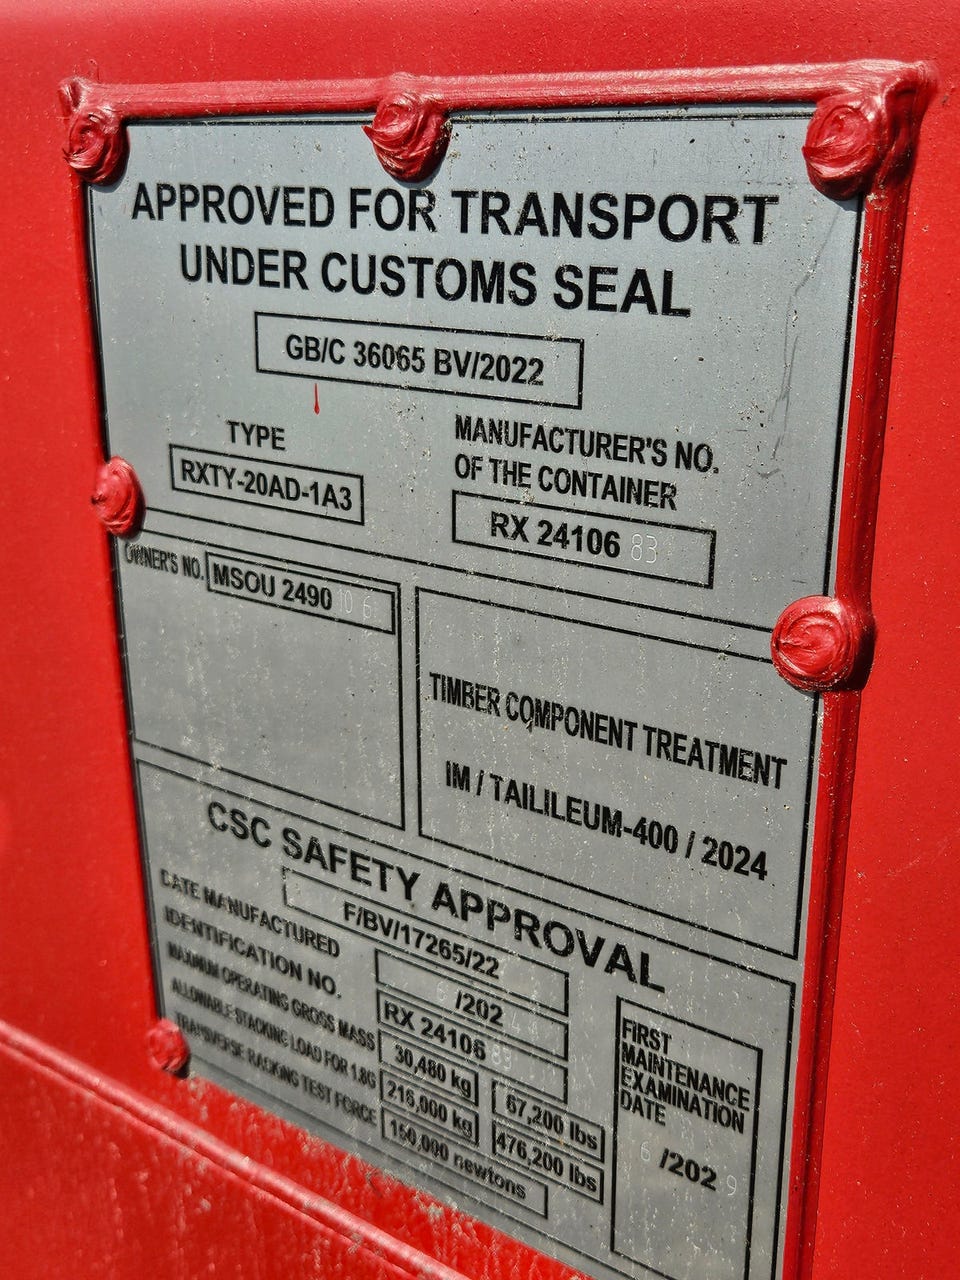 APPROVED FOR TRANSPORT
UNDER CUSTOMS SEAL
GB/C 36065 BV/2022
TYPE
RXTY-20AD-1A3
MANUFACTURER'S NO.
OF THE CONTAINER
RX 24106 83
OWNER'S NO. MSOU 2490 10 6
TIMBER COMPONENT TREATMENT
IM / TAILILEUM-400 / 2024
CSC SAFETY APPROVAL
F/BV/17265/22
DATE MANUFACTURED 6 /202 4
IDENTIFICATION NO. RX 24106 83
MAXIMUM OPERATING GROSS MASS 30,480 kg 67,200 lbs
ALLOWABLE STACKING LOAD FOR 1.8G 216,000 kg 476,200 lbs
TRANSVERSE RACKING TEST FORCE 150,000 newtons
FIRST
MAINTENANCE
EXAMINATION
DATE
6 /202 9